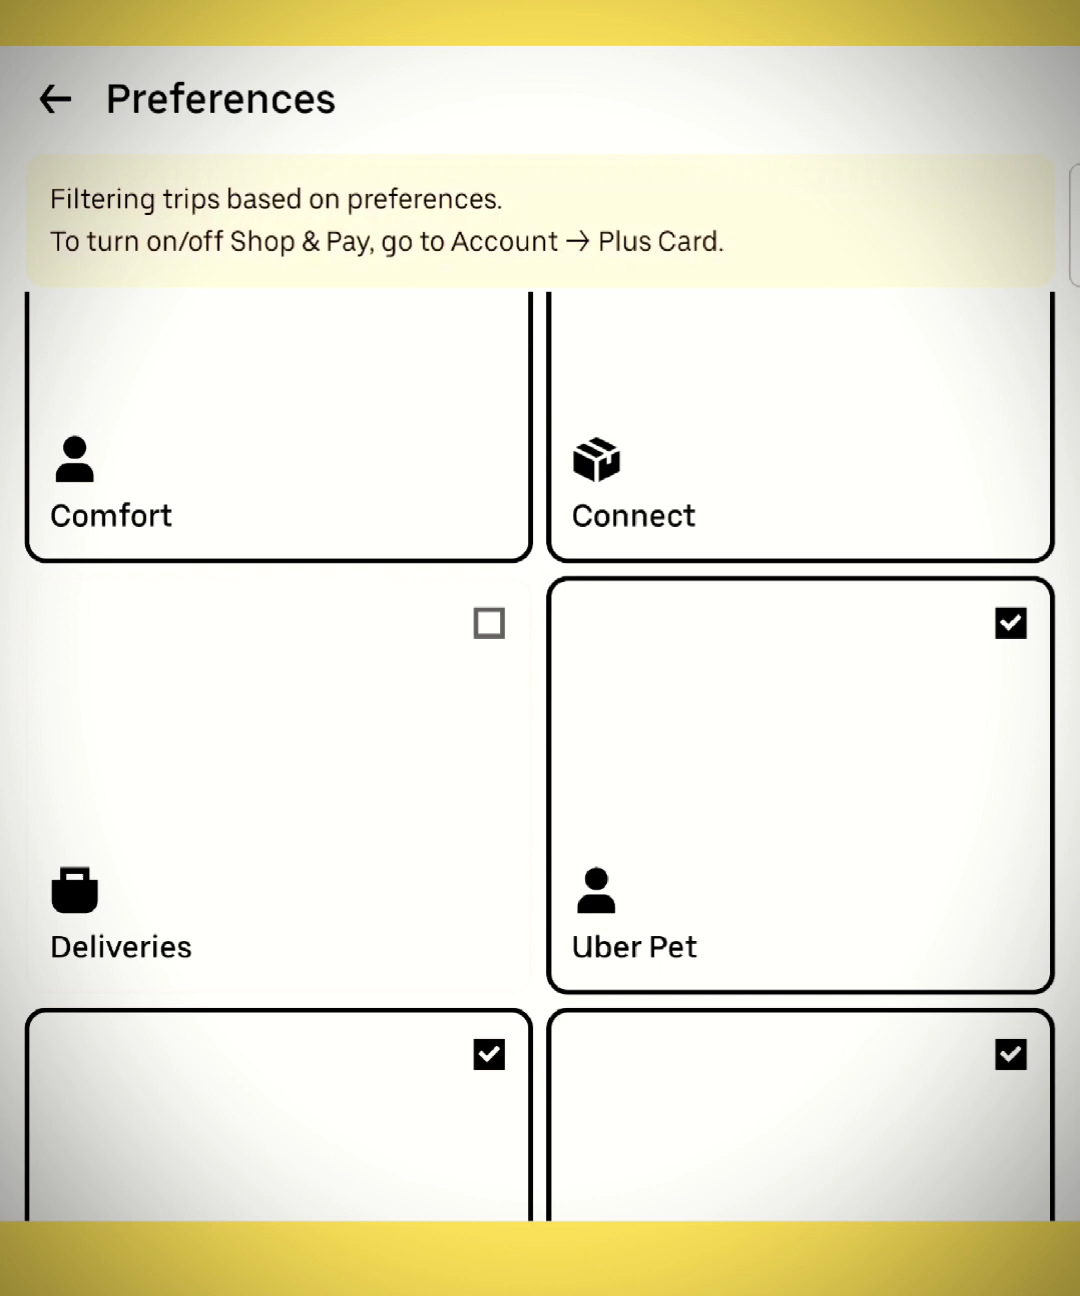 Preferences
Filtering trips based on preferences.
To turn on/off Shop & Pay, go to Account → Plus Card.
Comfort
Connect
Deliveries
Uber Pet